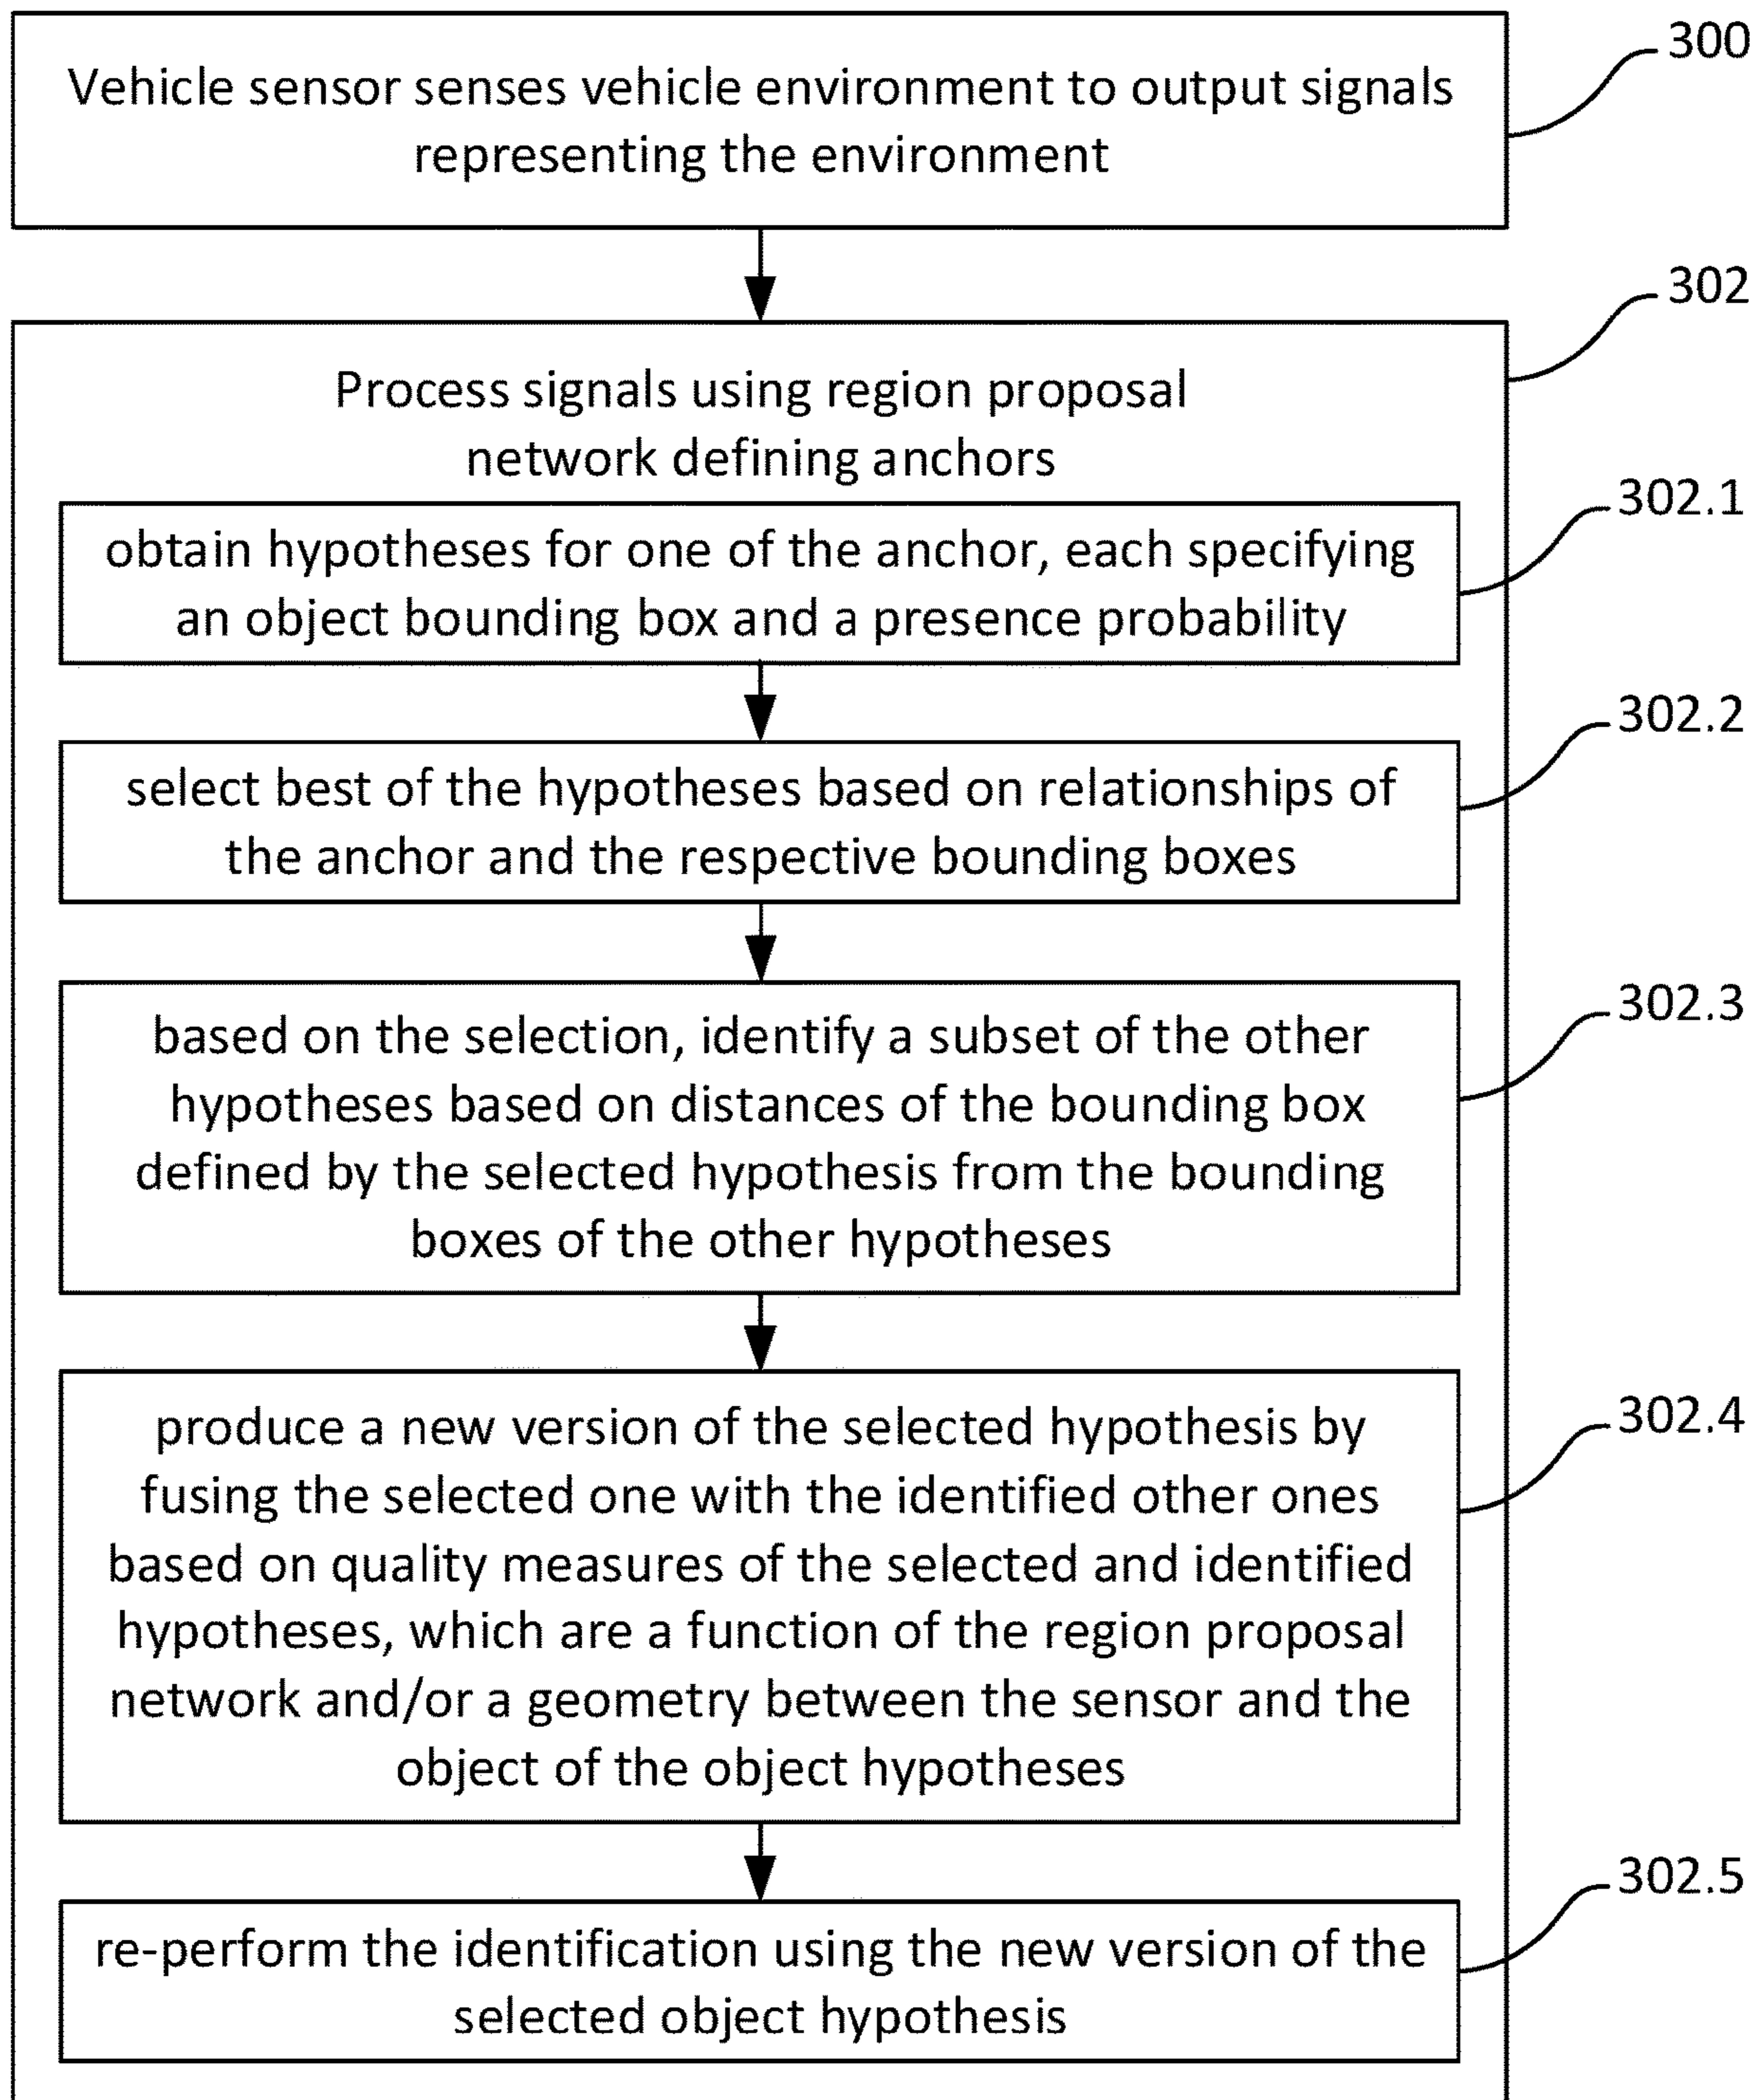 Vehicle sensor senses vehicle environment to output signals
representing the environment
300
302
Process signals using region proposal
network defining anchors
302.1
obtain hypotheses for one of the anchor, each specifying
an object bounding box and a presence probability
302.2
select best of the hypotheses based on relationships of
the anchor and the respective bounding boxes
302.3
based on the selection, identify a subset of the other
hypotheses based on distances of the bounding box
defined by the selected hypothesis from the bounding
boxes of the other hypotheses
302.4
produce a new version of the selected hypothesis by
fusing the selected one with the identified other ones
based on quality measures of the selected and identified
hypotheses, which are a function of the region proposal
network and/or a geometry between the sensor and the
object of the object hypotheses
302.5
re-perform the identification using the new version of the
selected object hypothesis